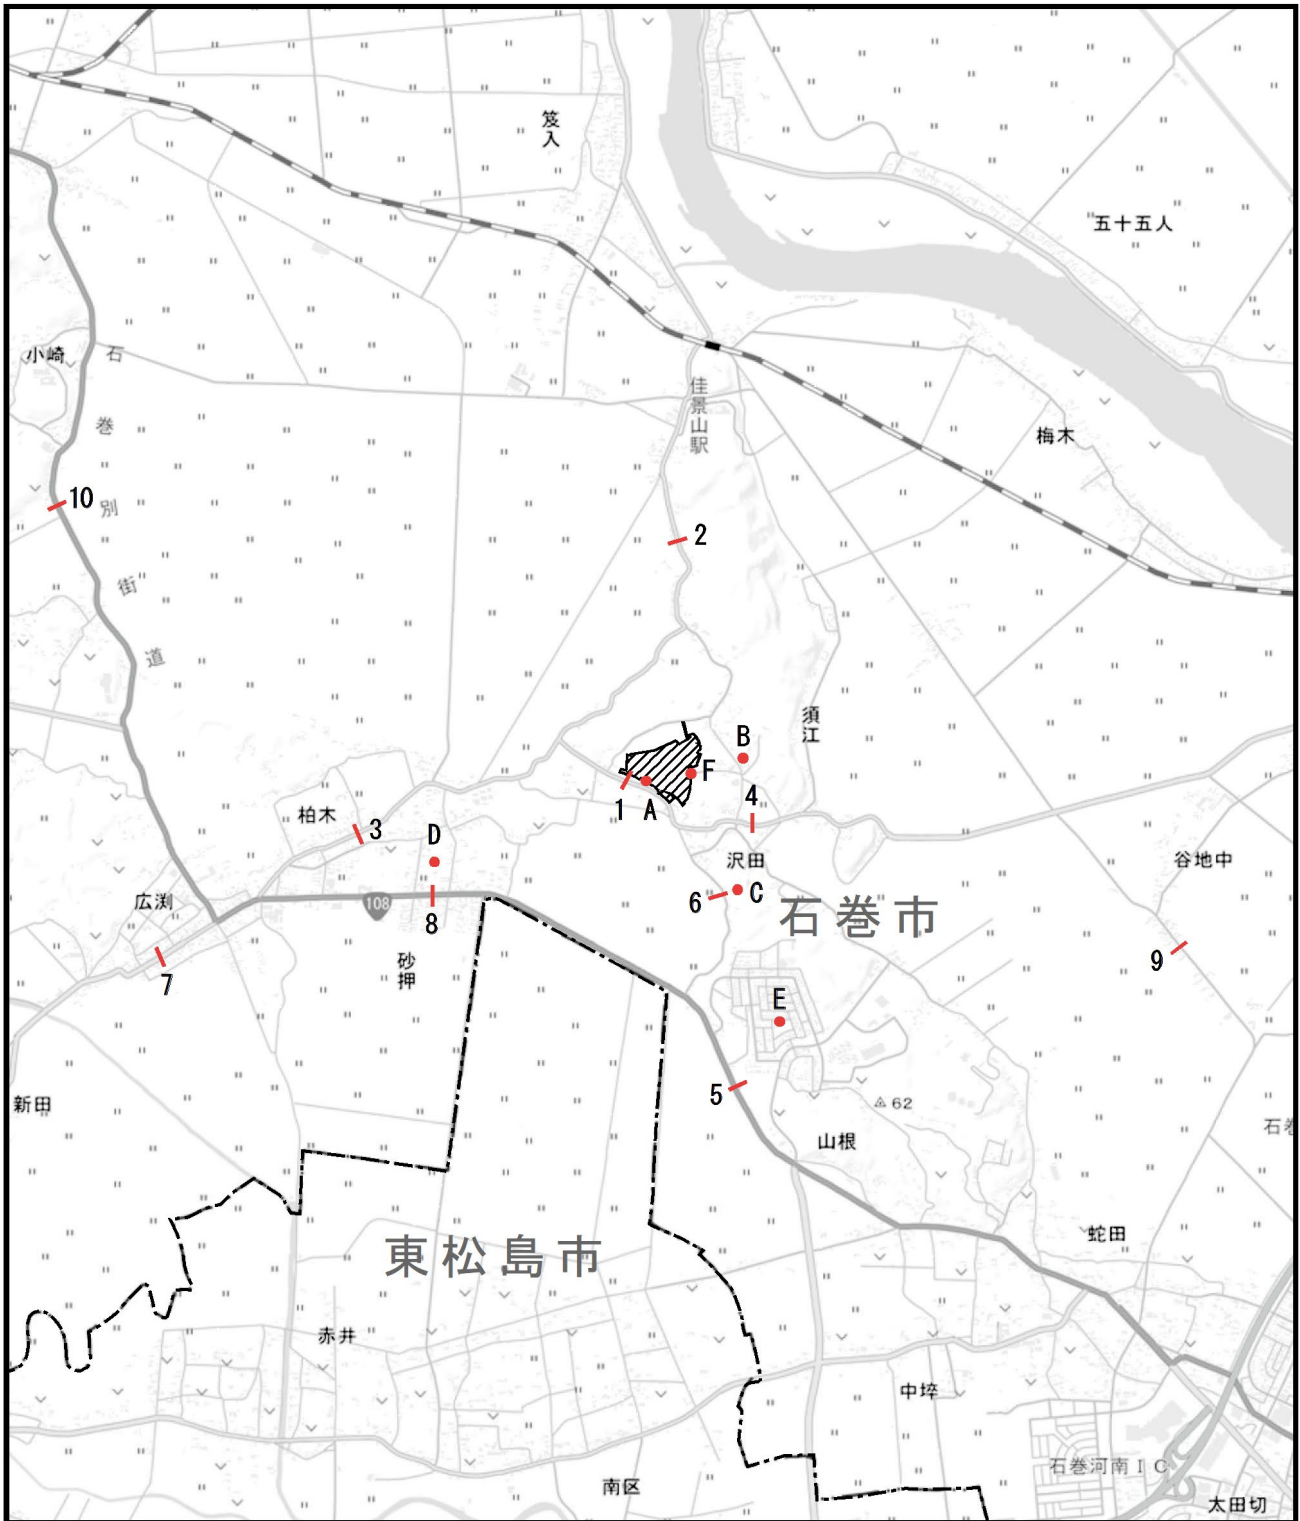 笈入
五十五人
小崎
石巻別街道
佳景山駅
梅木
10
2
須江
B
F
1
A
4
柏木
3
D
沢田
谷地中
広渕
108
8
6
C
石巻市
7
砂押
9
E
5
新田
62
山根
石巻
蛇田
東松島市
赤井
中埣
石巻河南IC
南区
太田切